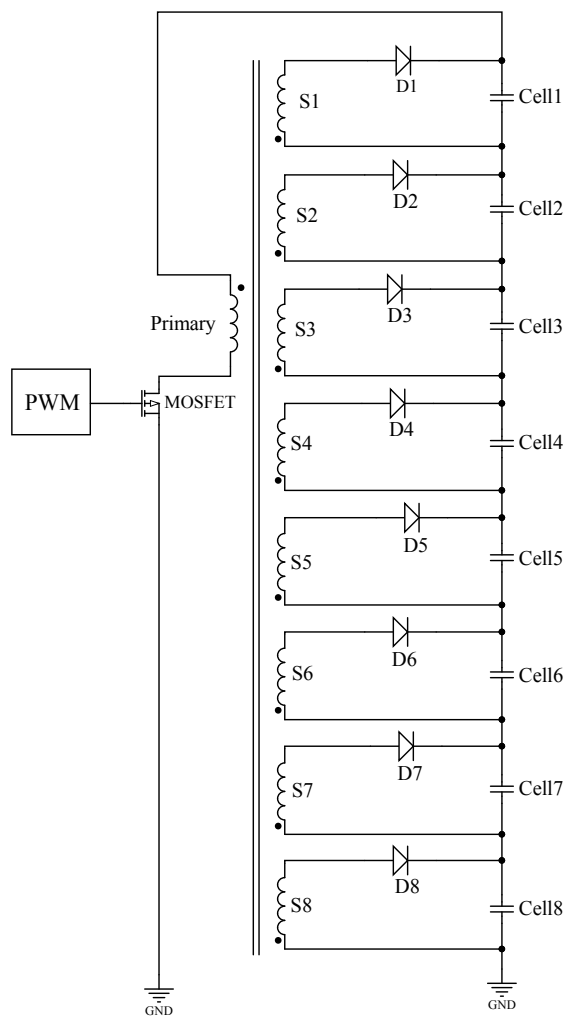 S1
D1
Cell1
S2
D2
Cell2
Primary
S3
D3
Cell3
PWM
MOSFET
S4
D4
Cell4
S5
D5
Cell5
S6
D6
Cell6
S7
D7
Cell7
S8
D8
Cell8
GND
GND